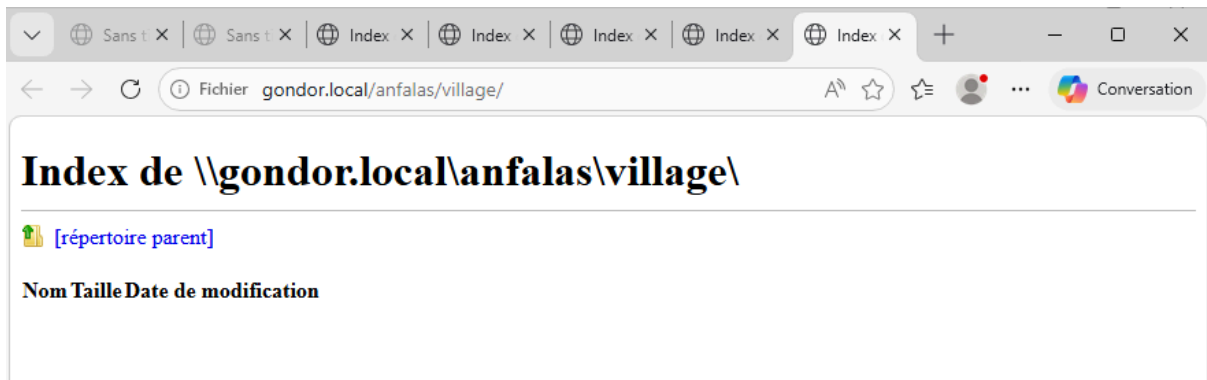 Sans t Sans t Index Index Index Index Index
Fichier gondor.local/anfalas/village/ A Conversation
Index de \\gondor.local\anfalas\village\
[répertoire parent]
Nom Taille Date de modification